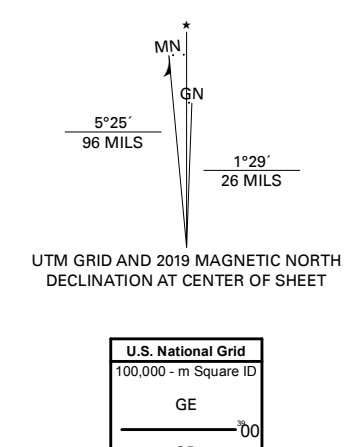 ★
MN
GN
5°25´
96 MILS
1°29´
26 MILS
UTM GRID AND 2019 MAGNETIC NORTH
DECLINATION AT CENTER OF SHEET
U.S. National Grid
100,000 - m Square ID
GE
³⁹00